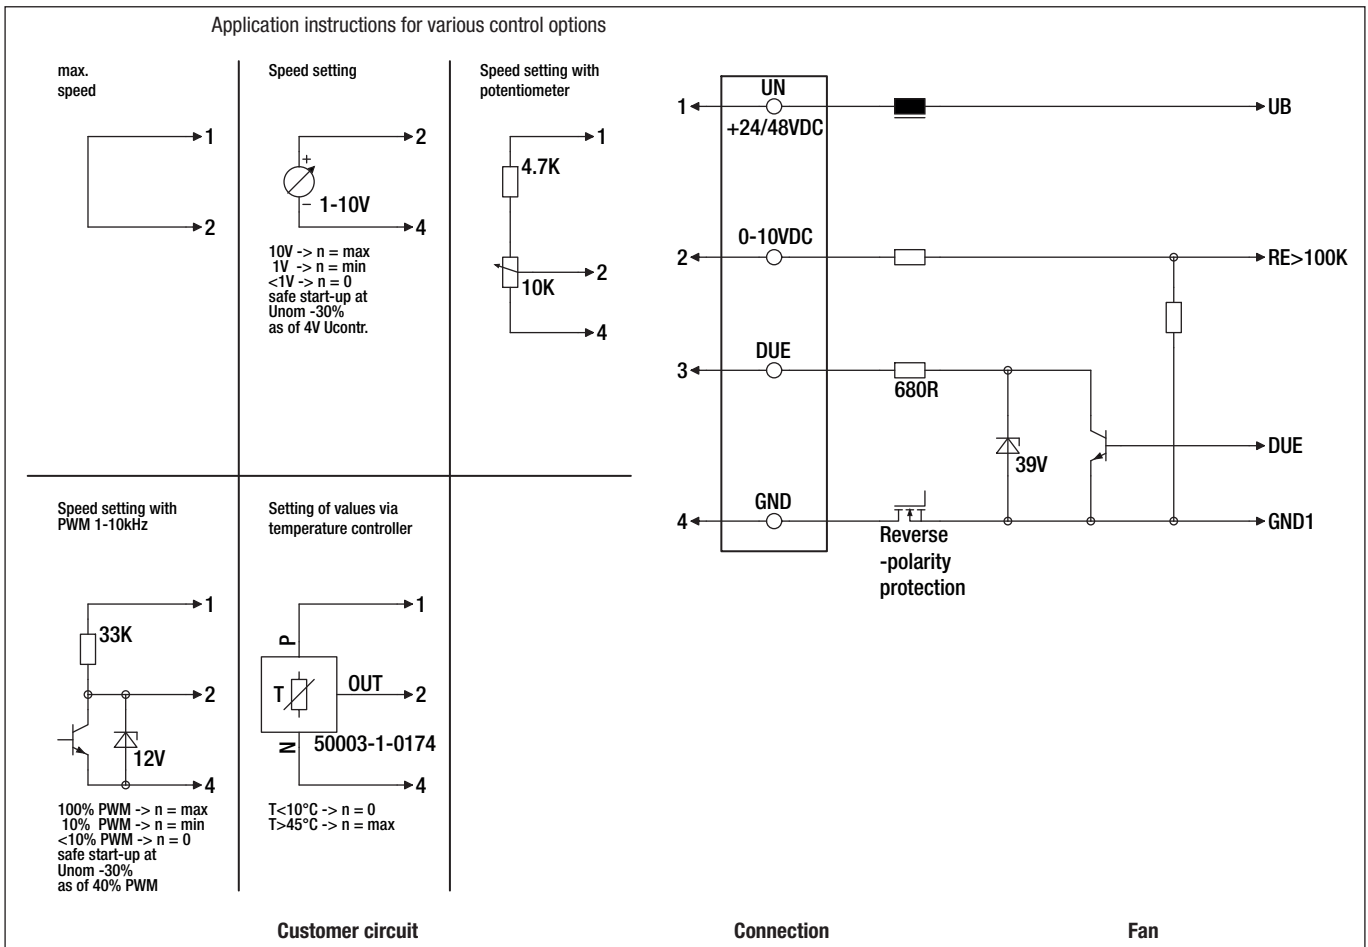 Application instructions for various control options
max.
speed
1
2
Speed setting
2
+
- 1-10V
4
10V -> n = max
1V -> n = min
<1V -> n = 0
safe start-up at
Unom -30%
as of 4V Ucontr.
Speed setting with
potentiometer
1
4.7K
2
10K
4
Speed setting with
PWM 1-10kHz
1
33K
2
12V
4
100% PWM -> n = max
10% PWM -> n = min
<10% PWM -> n = 0
safe start-up at
Unom -30%
as of 40% PWM
Setting of values via
temperature controller
1
P
T
OUT
2
N
50003-1-0174
4
T<10°C -> n = 0
T>45°C -> n = max
1
UN
+24/48VDC
UB
0-10VDC
2
RE>100K
DUE
3
680R
39V
DUE
GND
4
GND1
Reverse
-polarity
protection
Customer circuit
Connection
Fan